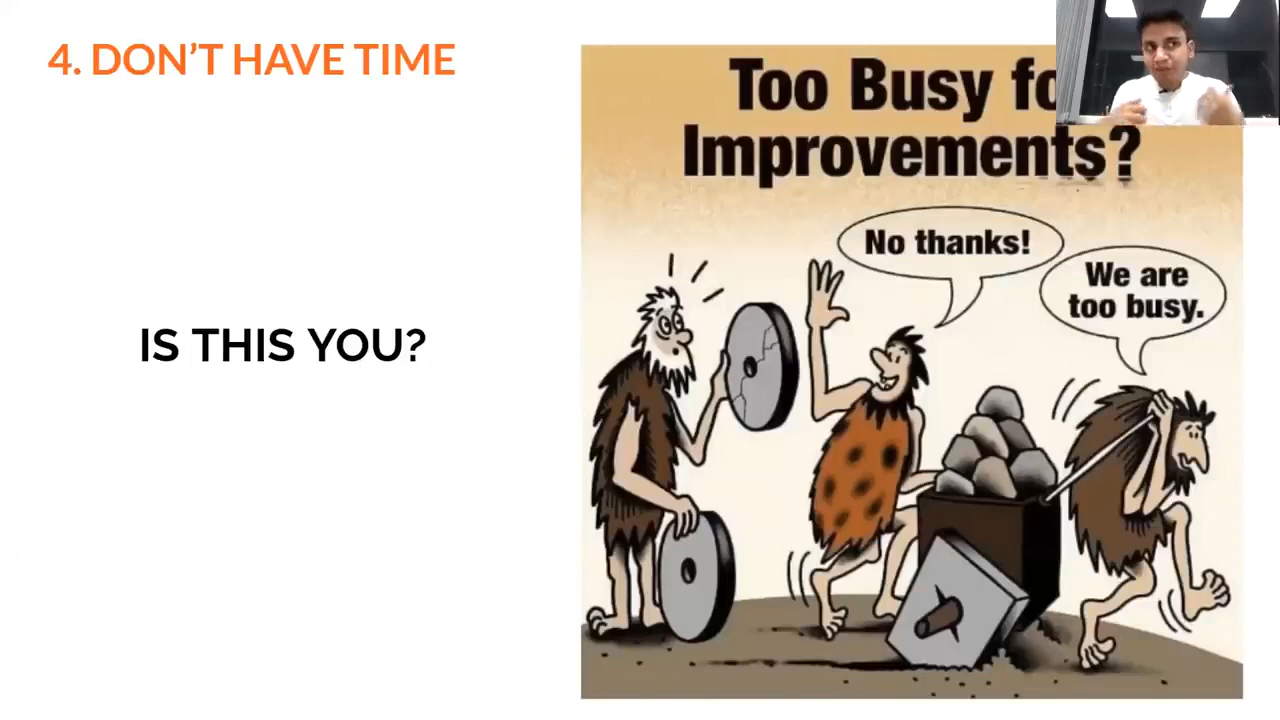 4. DON'T HAVE TIME
IS THIS YOU?
Too Busy fo
Improvements?
No thanks!
We are
too busy.